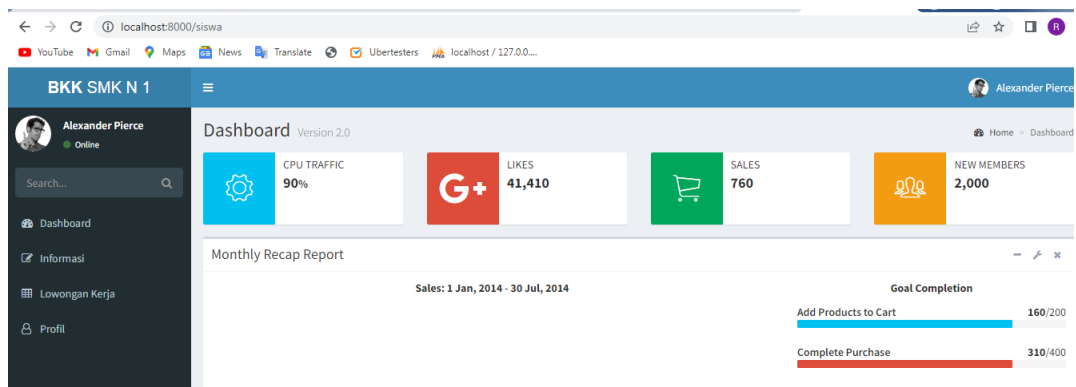 localhost:8000/siswa
R
YouTube Gmail Maps News Translate Ubertesters localhost / 127.0.0....
BKK SMK N 1
Alexander Pierce
Alexander Pierce
Online
Search...
Dashboard
Informasi
Lowongan Kerja
Profil
Dashboard Version 2.0
Home > Dashboard
CPU TRAFFIC
90%
G+
LIKES
41,410
SALES
760
NEW MEMBERS
2,000
Monthly Recap Report
Sales: 1 Jan, 2014 - 30 Jul, 2014
Goal Completion
Add Products to Cart 160/200
Complete Purchase 310/400